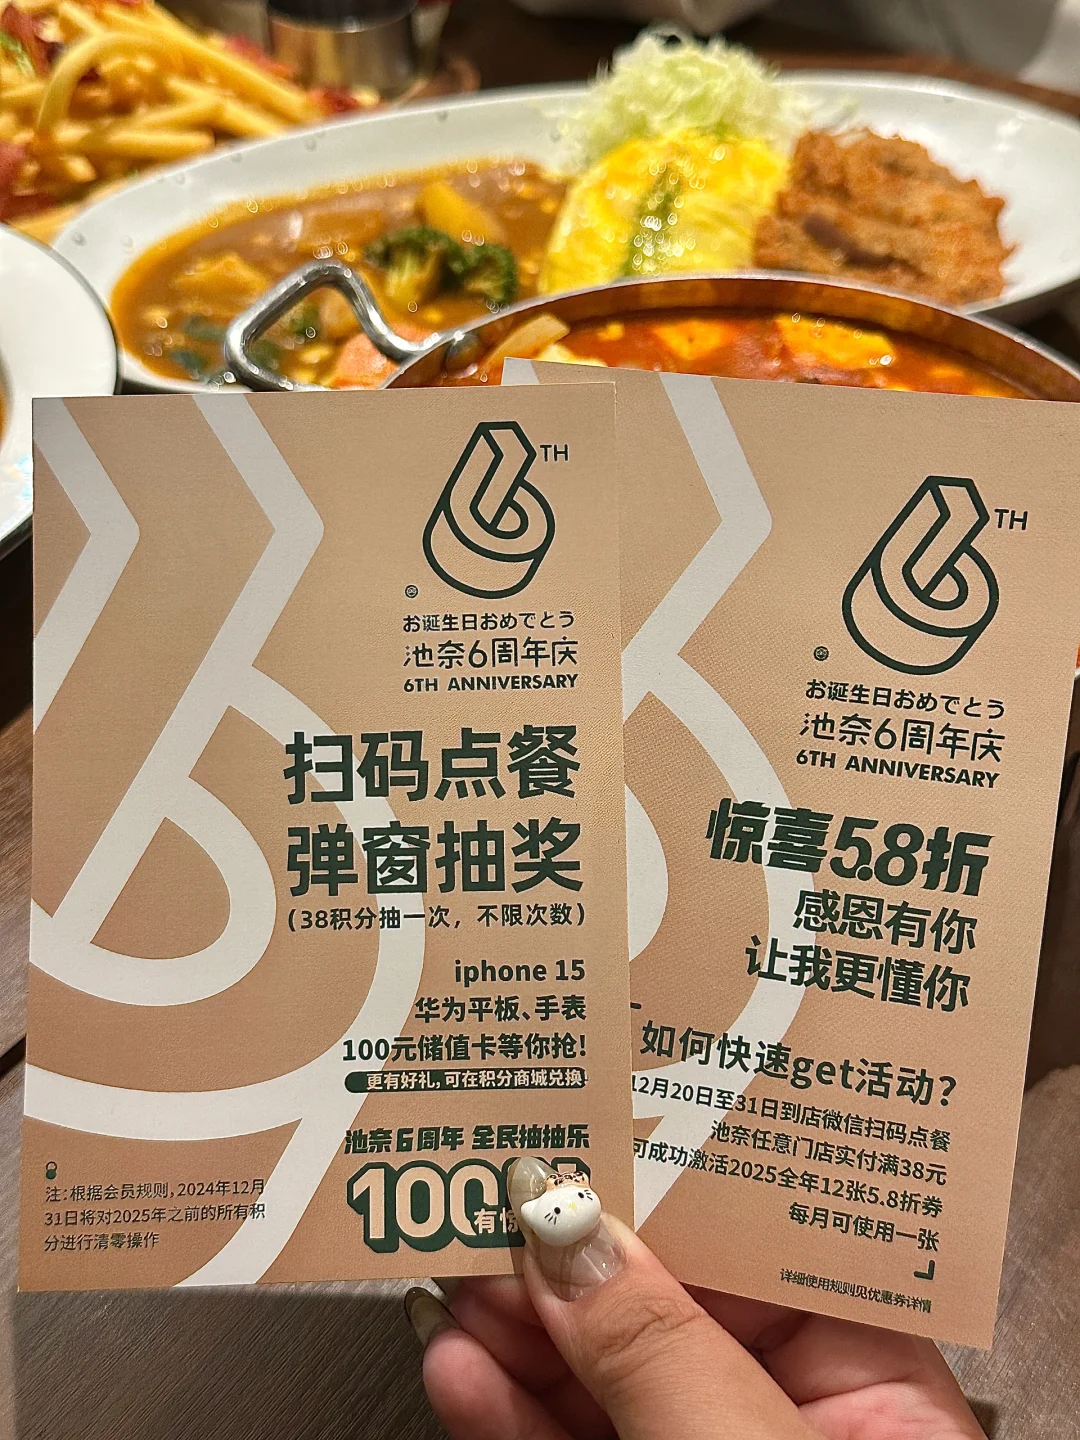 6TH
お诞生日おめでとう
池奈6周年庆
6TH ANNIVERSARY
扫码点餐
弹窗抽奖
(38积分抽一次，不限次数)
iphone 15
华为平板、手表
100元储值卡等你抢!
更有好礼,可在积分商城兑换!
池奈6周年 全民抽抽乐
100
有惊
注:根据会员规则,2024年12月
31日将对2025年之前的所有积
分进行清零操作
6TH
お诞生日おめでとう
池奈6周年庆
6TH ANNIVERSARY
惊喜5.8折
感恩有你
让我更懂你
如何快速get活动?
12月20日至31日到店微信扫码点餐
池奈任意门店实付满38元
可成功激活2025全年12张5.8折券
每月可使用一张
详细使用规则见优惠券详情